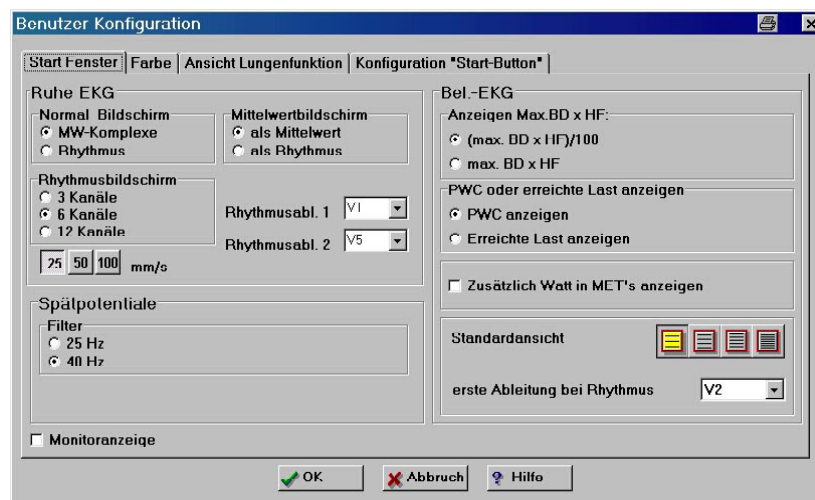 Benutzer Konfiguration
Start Fenster Farbe Ansicht Lungenfunktion Konfiguration "Start-Button"
Ruhe EKG
Normal Bildschirm
MW-Komplexe
Rhythmus
Mittelwertbildschirm
als Mittelwert
als Rhythmus
Rhythmusbildschirm
3 Kanäle
6 Kanäle
12 Kanäle
Rhythmusabl. 1 V1
Rhythmusabl. 2 V5
25 50 100 mm/s
Spätpotentiale
Filter
25 Hz
40 Hz
Monitoranzeige
Bel.-EKG
Anzeigen Max.BD x HF:
(max. BD x HF)/100
max. BD x HF
PWC oder erreichte Last anzeigen
PWC anzeigen
Erreichte Last anzeigen
Zusätzlich Watt in MET's anzeigen
Standardansicht
erste Ableitung bei Rhythmus V2
OK Abbruch Hilfe